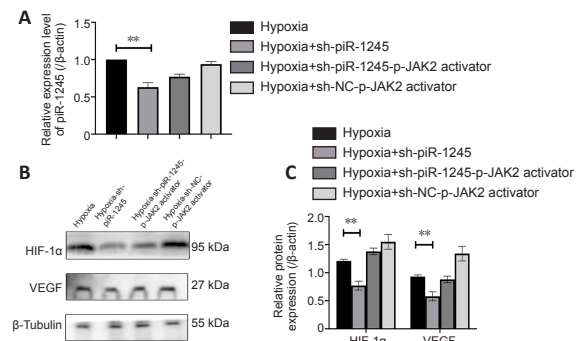 A
Relative expression level
of piR-1245 (/β-actin)
1.5
1.0
0.5
0
**
Hypoxia
Hypoxia+sh-piR-1245
Hypoxia+sh-piR-1245-p-JAK2 activator
Hypoxia+sh-NC-p-JAK2 activator
B
Hypoxia
Hypoxia-sh-
piR-1245
Hypoxia-sh-piR-1245-
p-JAK2 activator
Hypoxia-sh-NC-
p-JAK2 activator
HIF-1α
95 kDa
VEGF
27 kDa
β-Tubulin
55 kDa
C
Hypoxia
Hypoxia+sh-piR-1245
Hypoxia+sh-piR-1245-p-JAK2 activator
Hypoxia+sh-NC-p-JAK2 activator
Relative protein
expression (/β-actin)
2.0
1.5
1.0
0.5
0
**
**
HIF-1α
VEGF